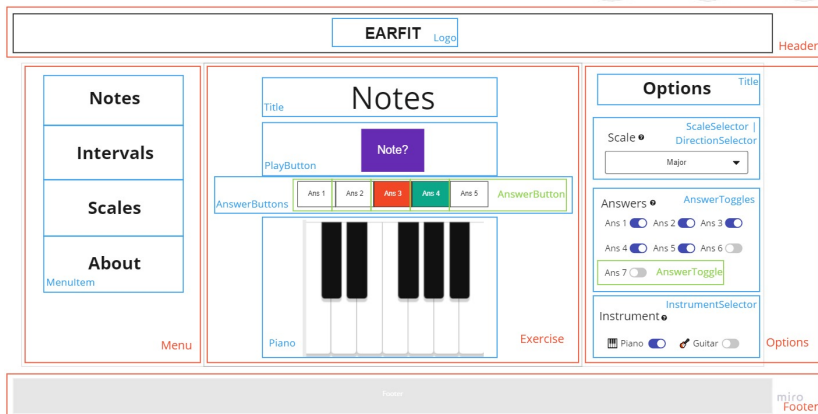 EARFIT
Logo
Header
Notes
Intervals
Scales
About
MenuItem
Menu
Title
Notes
PlayButton
Note?
AnswerButtons
Ans 1 Ans 2 Ans 3 Ans 4 Ans 5
AnswerButton
Piano
Exercise
Options
Title
ScaleSelector |
DirectionSelector
Scale
Major
Answers
AnswerToggles
Ans 1 Ans 2 Ans 3
Ans 4 Ans 5 Ans 6
Ans 7
AnswerToggle
InstrumentSelector
Instrument
Piano Guitar
Options
Footer
miro
Footer